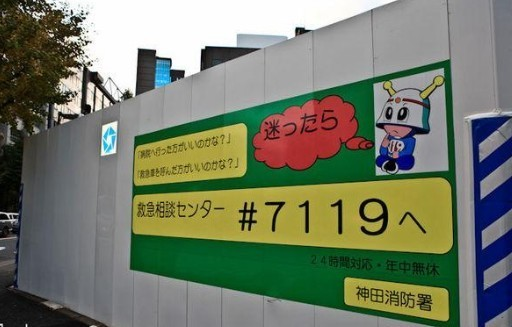 「病院へ行った方がいいのかな?」
「救急車を呼んだ方がいいのかな?」
迷ったら
救急相談センター #7119へ
24時間対応・年中無休
神田消防署